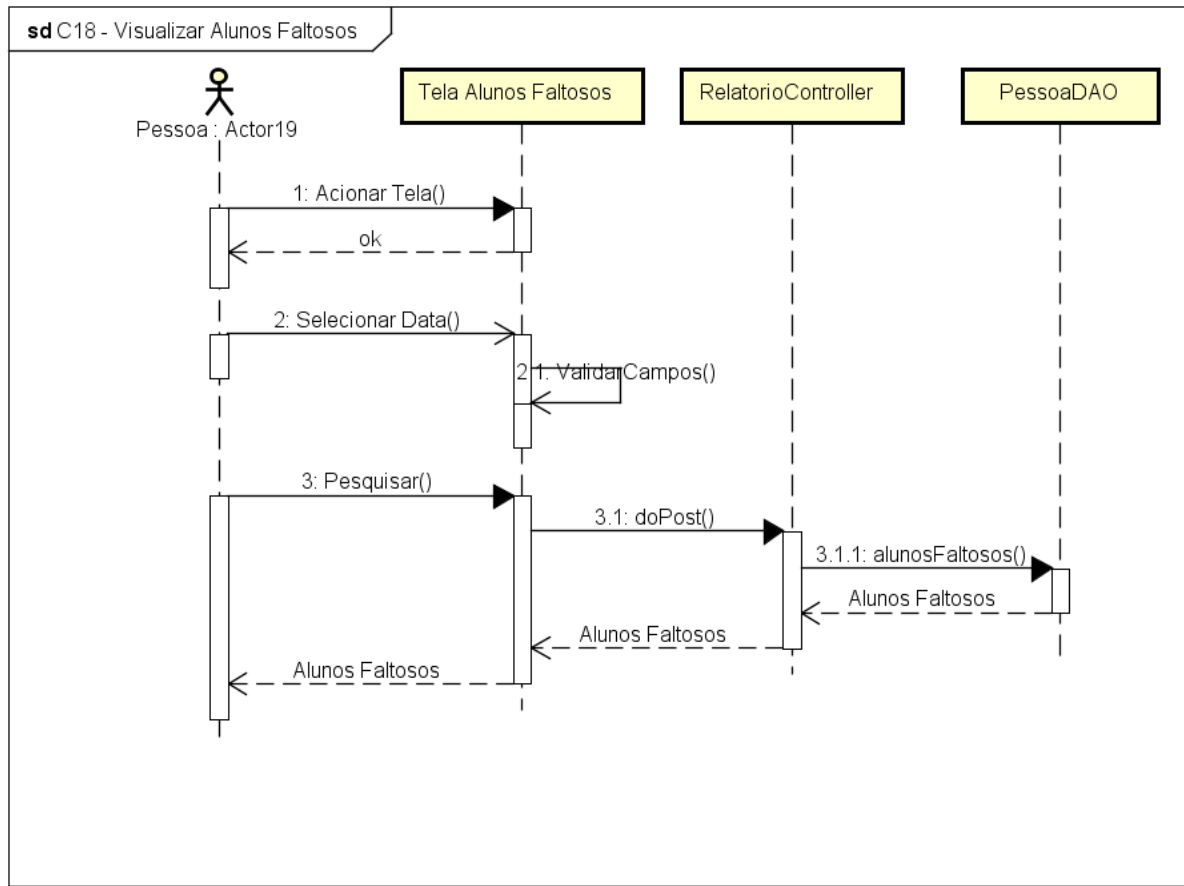 sd C18 - Visualizar Alunos Faltosos
Pessoa : Actor19
Tela Alunos Faltosos
RelatorioController
PessoaDAO
1: Acionar Tela()
ok
2: Selecionar Data()
2.1: ValidarCampos()
3: Pesquisar()
3.1: doPost()
3.1.1: alunosFaltosos()
Alunos Faltosos
Alunos Faltosos
Alunos Faltosos